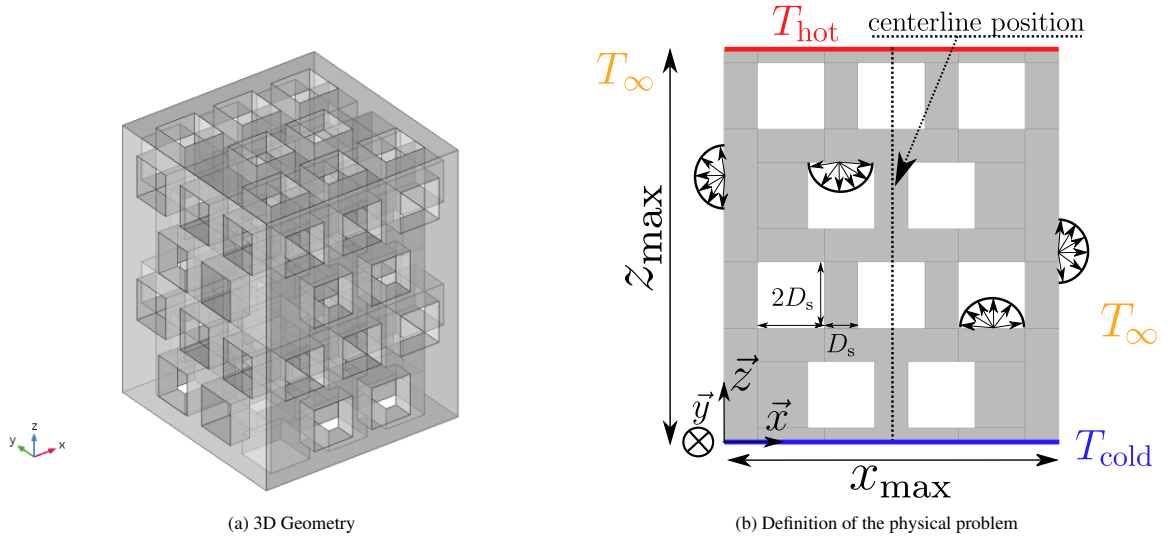 T_hot
centerline position
T_∞
z_max
2D_s
D_s
T_∞
z⃗
y⃗
x⃗
T_cold
x_max
z
y
x
(a) 3D Geometry
(b) Definition of the physical problem